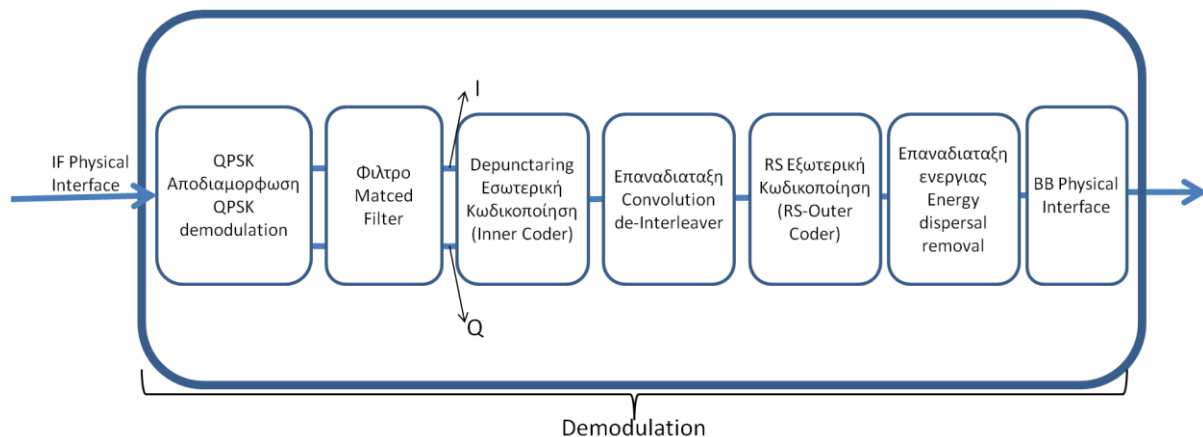 IF Physical
Interface
QPSK
Αποδιαμορφωση
QPSK
demodulation
Φιλτρο
Matced
Filter
I
Q
Depunctaring
Εσωτερική
Κωδικοποίηση
(Inner Coder)
Επαναδιαταξη
Convolution
de-Interleaver
RS Εξωτερική
Κωδικοποίηση
(RS-Outer
Coder)
Επαναδιαταξη
ενεργιας
Energy
dispersal
removal
BB Physical
Interface
Demodulation